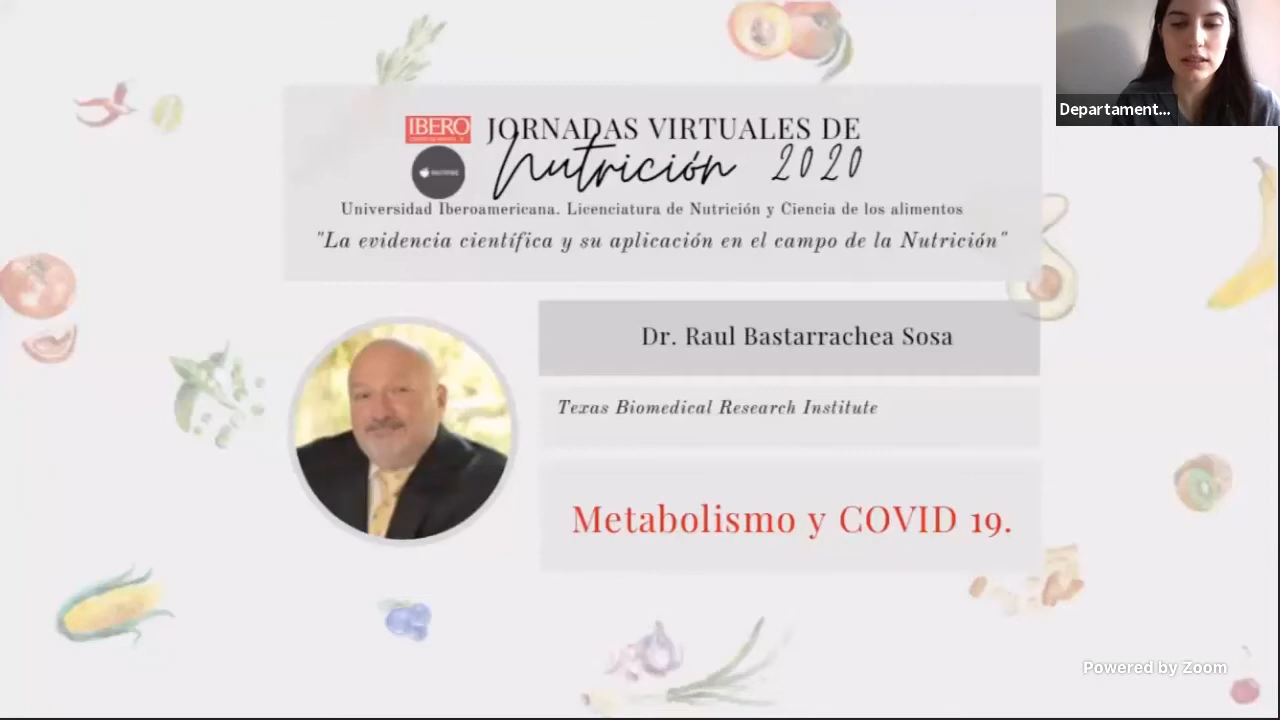 IBERO
JORNADAS VIRTUALES DE
Nutrición 2020
Universidad Iberoamericana. Licenciatura de Nutrición y Ciencia de los alimentos
"La evidencia científica y su aplicación en el campo de la Nutrición"
Dr. Raul Bastarrachea Sosa
Texas Biomedical Research Institute
Metabolismo y COVID 19.
Departament...
Powered by Zoom